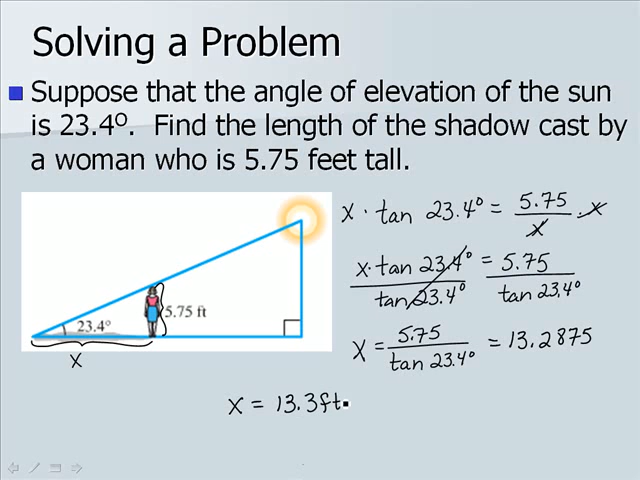 Solving a Problem
Suppose that the angle of elevation of the sun
is 23.4°. Find the length of the shadow cast by
a woman who is 5.75 feet tall.
5.75 ft
23.4°
x
x · tan 23.4° = 5.75 / x · x
x · tan 23.4° / tan 23.4° = 5.75 / tan 23.4°
x = 5.75 / tan 23.4° = 13.2875
x = 13.3ft.